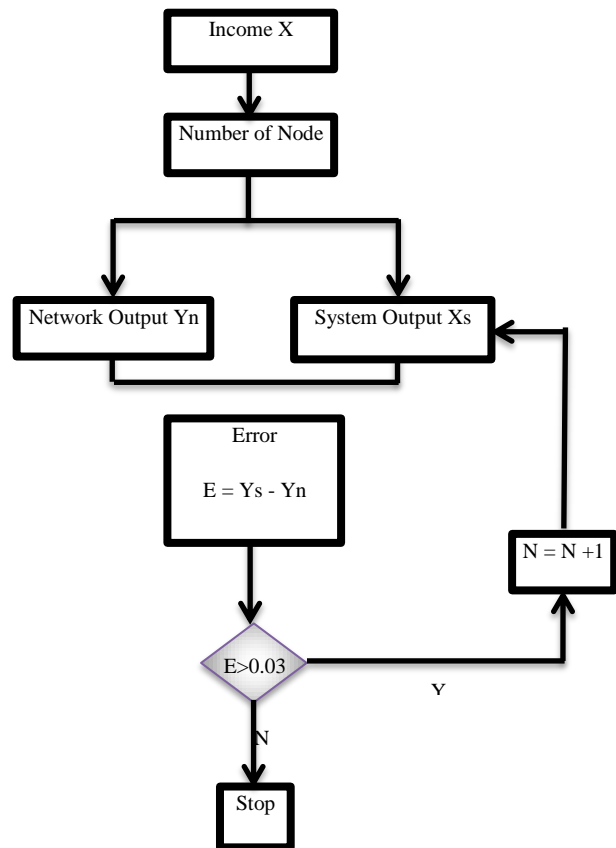 Income X
Number of Node
Network Output Yn
System Output Xs
Error
E = Ys - Yn
N = N +1
E>0.03
Y
N
Stop